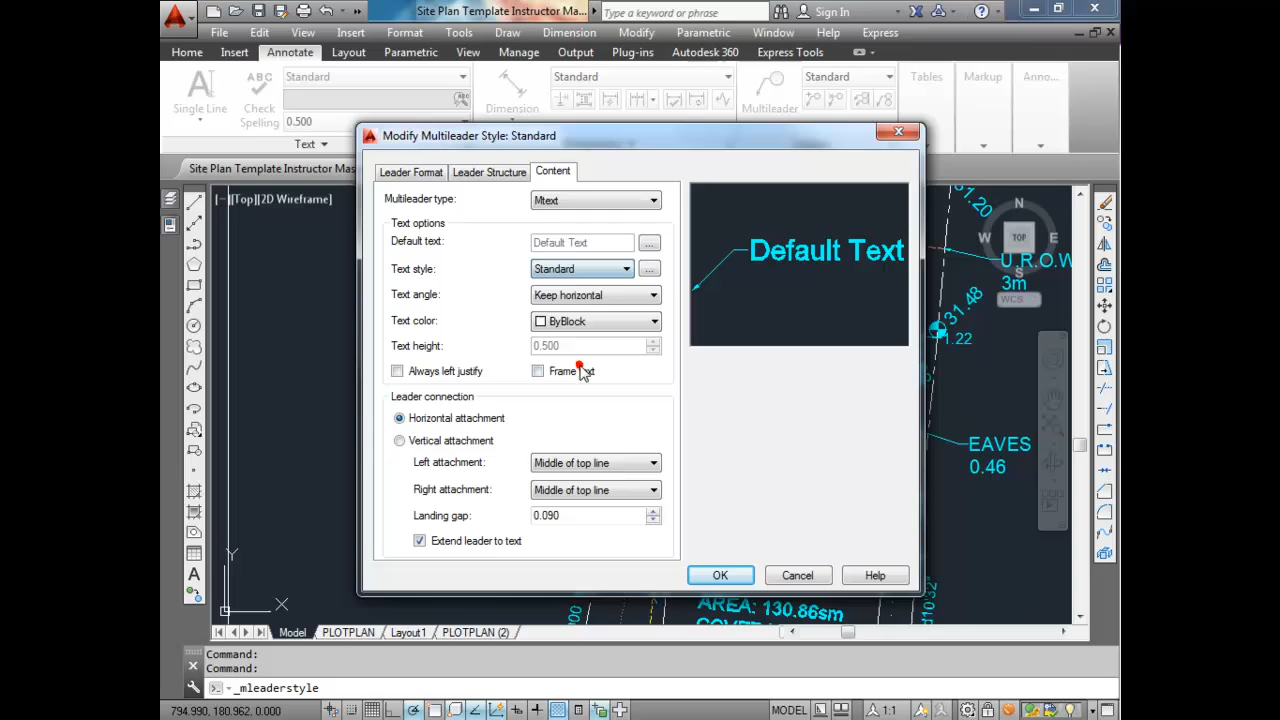 Site Plan Template Instructor Ma...
Type a keyword or phrase
Sign In
File Edit View Insert Format Tools Draw Dimension Modify Parametric Window Help Express
Home Insert Annotate Layout Parametric View Manage Output Plug-ins Autodesk 360 Express Tools
A ABC Standard Standard Standard Tables Markup Anno...
Single Line Check Spelling Dimension Multileader
0.500
Text
Site Plan Template Instructor Mas
[-][Top][2D Wireframe]
Modify Multileader Style: Standard
Leader Format Leader Structure Content
Multileader type: Mtext
Text options
Default text: Default Text ...
Text style: Standard ...
Text angle: Keep horizontal
Text color: ByBlock
Text height: 0.500
Always left justify Frame
Leader connection
Horizontal attachment
Vertical attachment
Left attachment: Middle of top line
Right attachment: Middle of top line
Landing gap: 0.090
Extend leader to text
Default Text
OK Cancel Help
31.20
N
W TOP E
S
WCS
U.R.O.W
3m
31.48
1.22
EAVES
0.46
AREA: 130.86sm
Y
X
A
Model PLOTPLAN Layout1 PLOTPLAN (2)
Command:
Command:
_mleaderstyle
794.990, 180.962, 0.000 MODEL 1:1